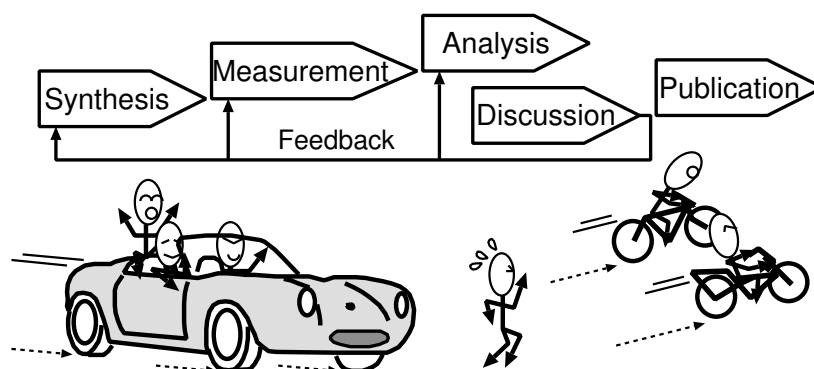 Synthesis
Measurement
Analysis
Discussion
Publication
Feedback